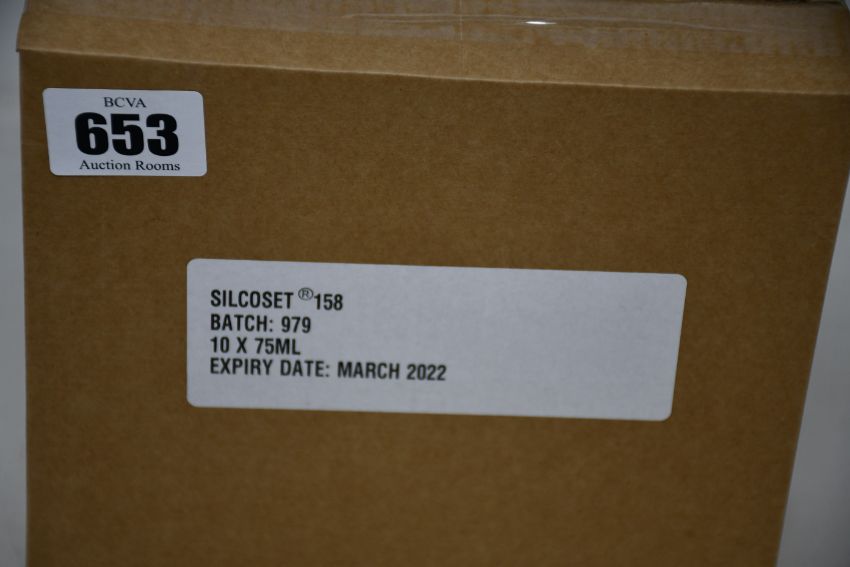 BCVA
653
Auction Rooms
SILCOSET ®158
BATCH: 979
10 X 75ML
EXPIRY DATE: MARCH 2022